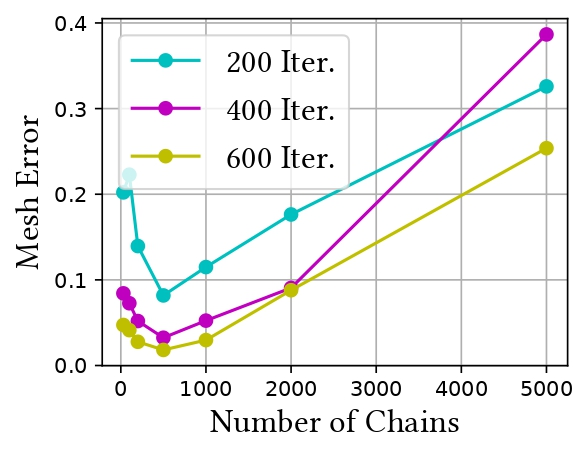 0.4
0.3
0.2
0.1
0.0
Mesh Error
200 Iter.
400 Iter.
600 Iter.
0 1000 2000 3000 4000 5000
Number of Chains